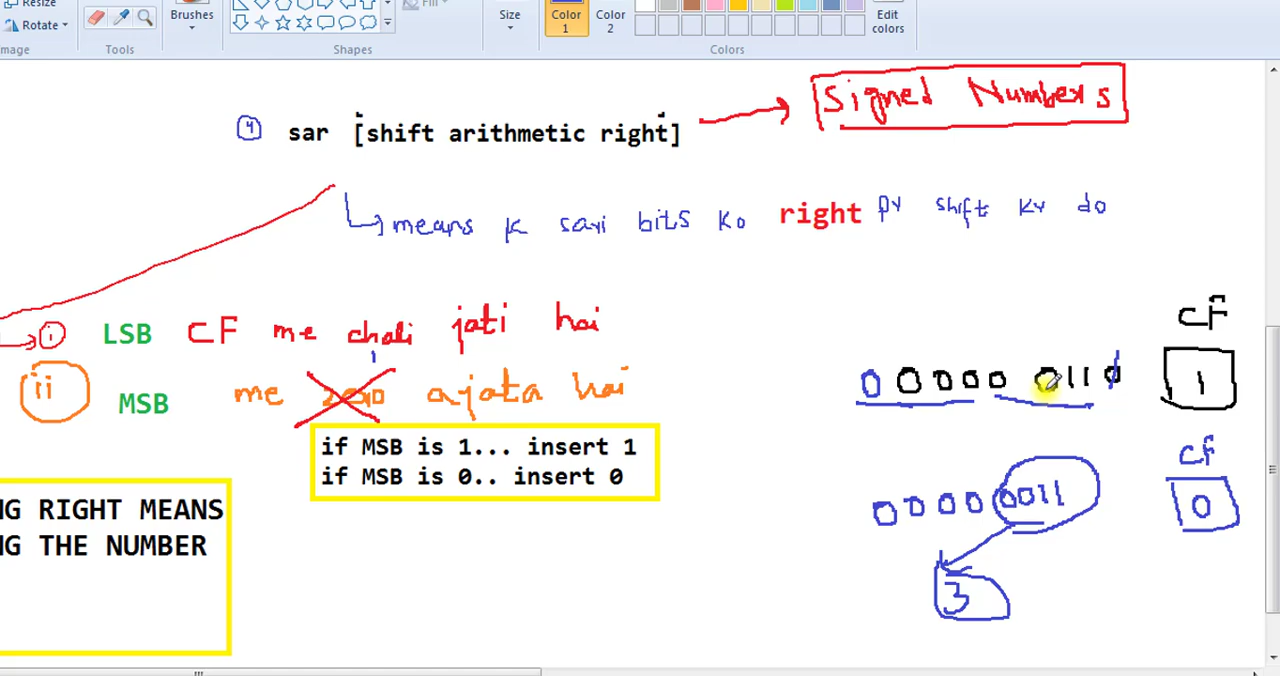 Resize
Rotate
Brushes
Fill
Size
Color 1
Color 2
Edit colors
mage
Tools
Shapes
Colors
4 sar [shift arithmetic right]
Signed Numbers
means k sari bits ko right pr shift kr do
i LSB CF me chali jati hai
ii MSB me ajata hai
if MSB is 1... insert 1
if MSB is 0.. insert 0
NG RIGHT MEANS
NG THE NUMBER
CF
0 0 0 0 0 0 1 1 0
1
CF
0 0 0 0 0 0 1 1
0
3